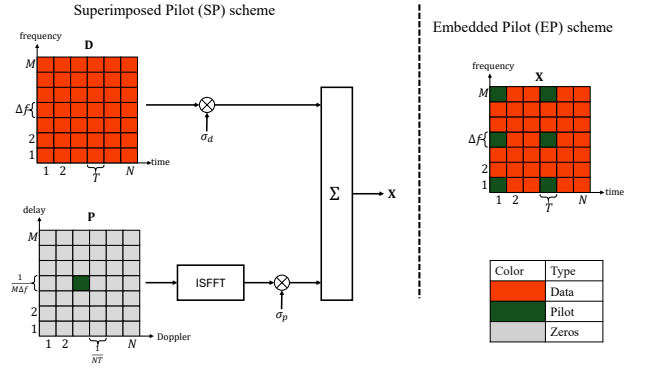 Superimposed Pilot (SP) scheme
frequency
D
M
Δf
2
1
1 2 T N
time
σ_d
delay
P
M
1/MΔf
2
1
1 2 1/NT N
Doppler
ISFFT
σ_p
Σ
X
Embedded Pilot (EP) scheme
frequency
X
M
Δf
2
1
1 2 T N
time
Color Type
Data
Pilot
Zeros